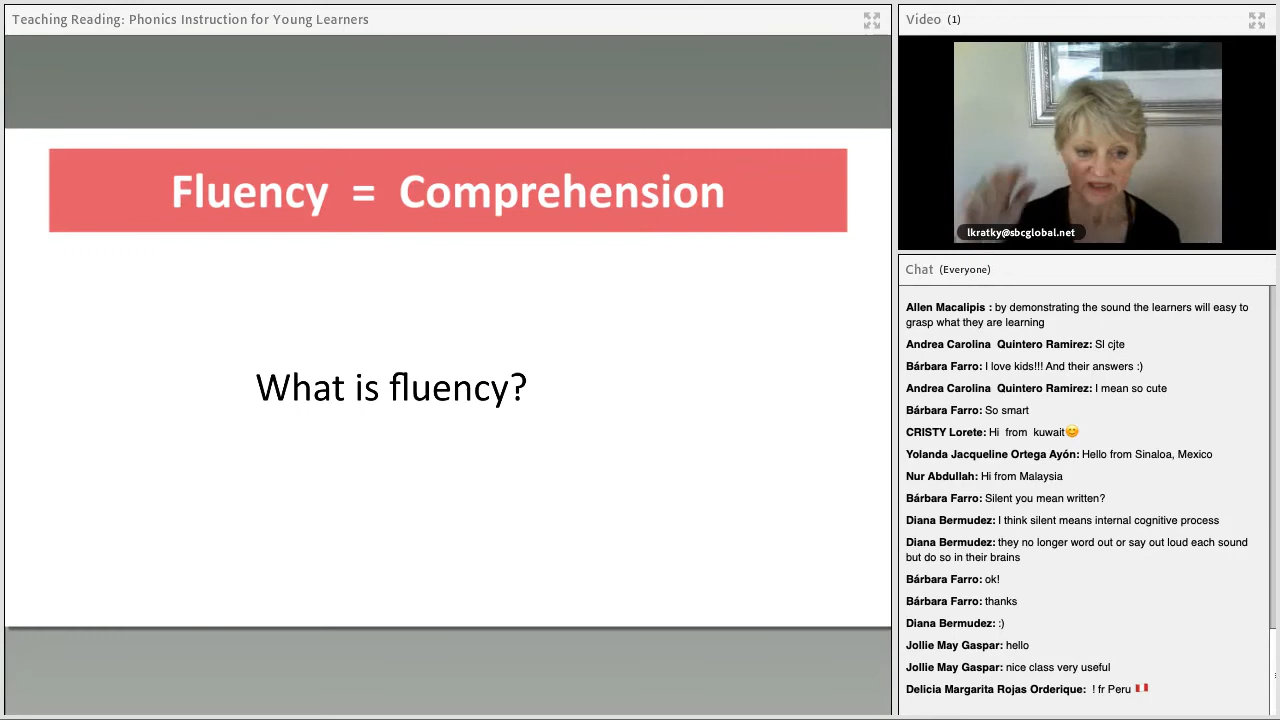 Teaching Reading: Phonics Instruction for Young Learners
Fluency = Comprehension
What is fluency?
Video (1)
lkratky@sbcglobal.net
Chat (Everyone)
Allen Macalipis : by demonstrating the sound the learners will easy to
grasp what they are learning
Andrea Carolina Quintero Ramirez: SI cjte
Bárbara Farro: I love kids!!! And their answers :)
Andrea Carolina Quintero Ramirez: I mean so cute
Bárbara Farro: So smart
CRISTY Lorete: Hi from kuwait😊
Yolanda Jacqueline Ortega Ayón: Hello from Sinaloa, Mexico
Nur Abdullah: Hi from Malaysia
Bárbara Farro: Silent you mean written?
Diana Bermudez: I think silent means internal cognitive process
Diana Bermudez: they no longer word out or say out loud each sound
but do so in their brains
Bárbara Farro: ok!
Bárbara Farro: thanks
Diana Bermudez: :)
Jollie May Gaspar: hello
Jollie May Gaspar: nice class very useful
Delicia Margarita Rojas Orderique: ! fr Peru 🇵🇪